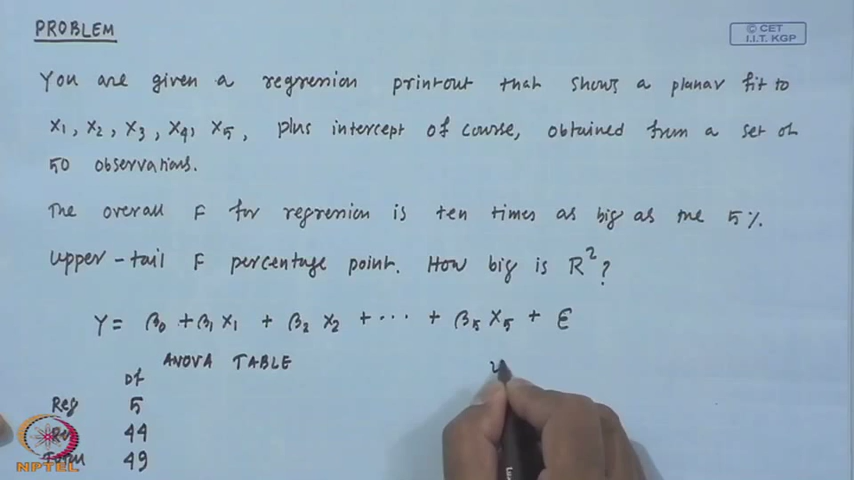 PROBLEM
© CET
I.I.T. KGP
You are given a regression printout that shows a planar fit to
X1, X2, X3, X4, X5, plus intercept of course, obtained from a set of
50 observations.
The overall F for regression is ten times as big as the 5%.
upper-tail F percentage point. How big is R²?
Y = β0 + β1 X1 + β2 X2 + ··· + β5 X5 + ε
ANOVA TABLE
Df
Reg 5
44
Total 49
NPTEL